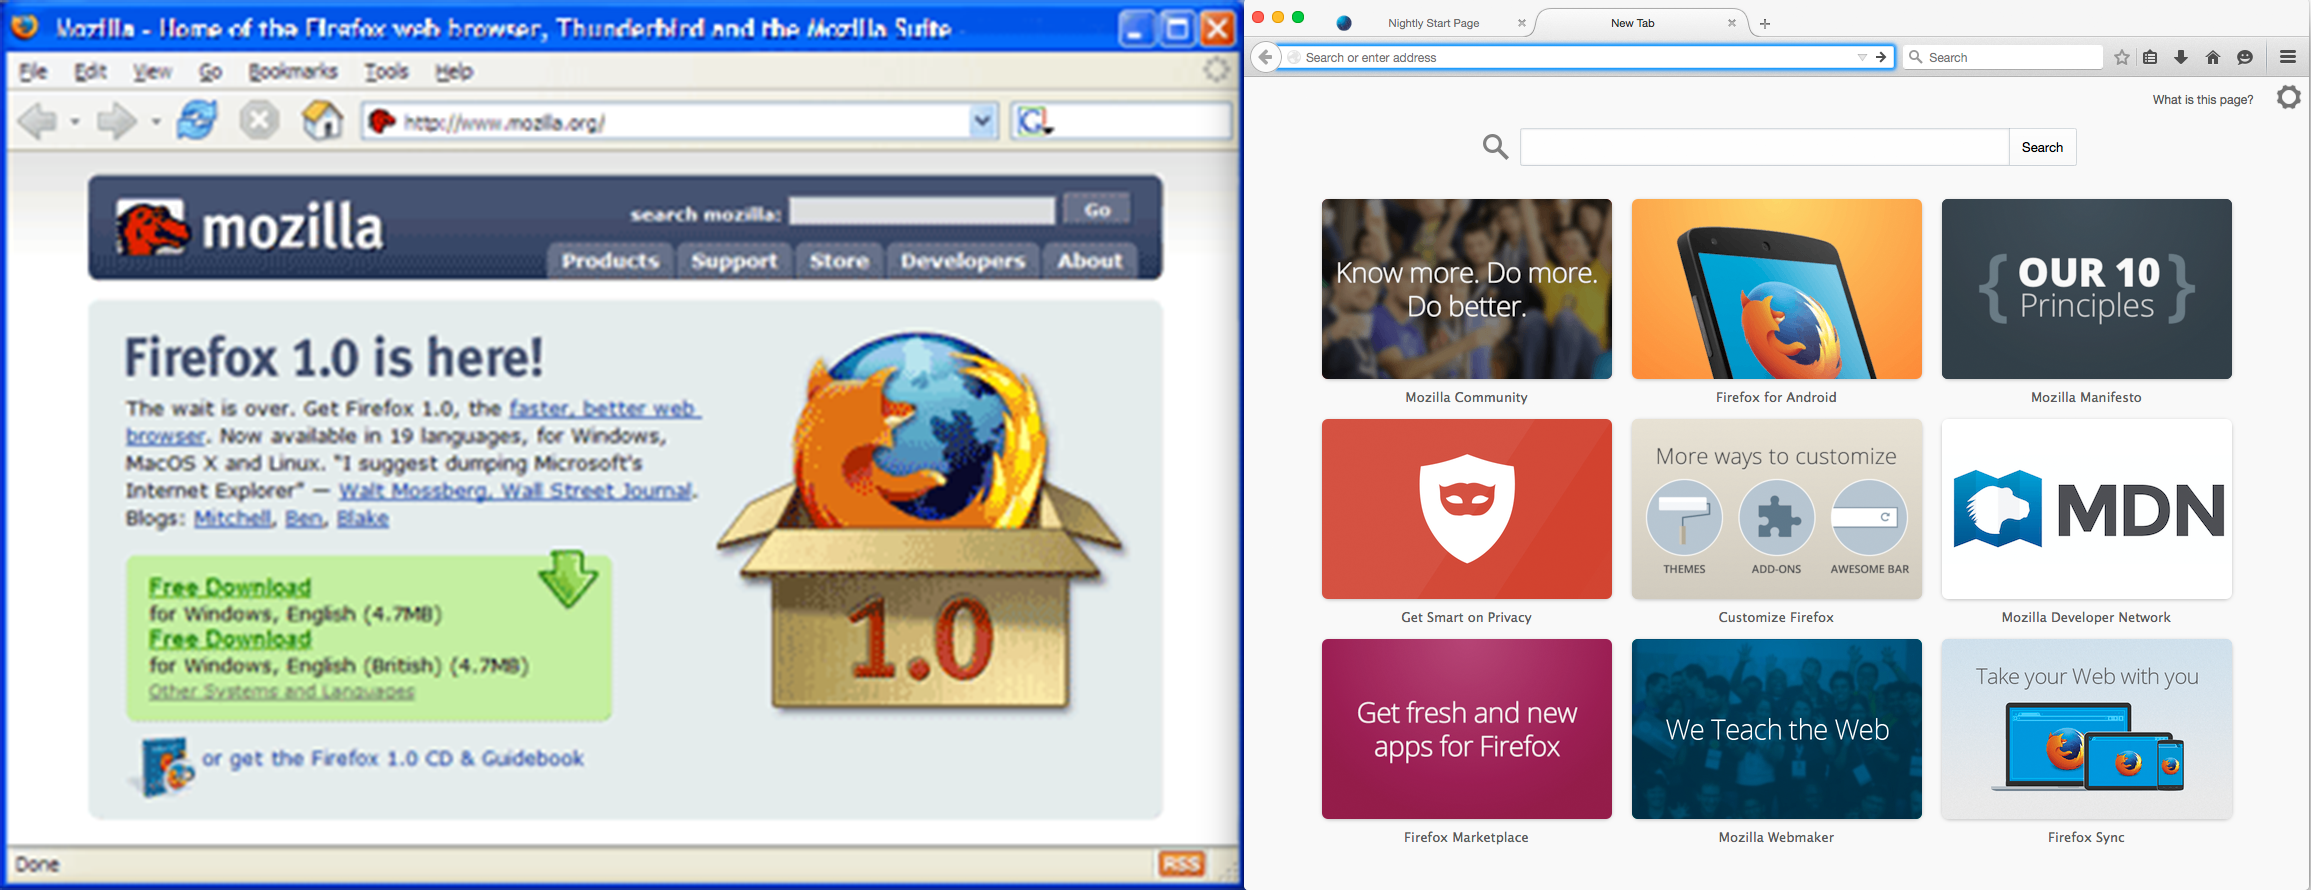 Mozilla - Home of the Firefox web browser, Thunderbird and the Mozilla Suite
File Edit View Go Bookmarks Tools Help
http://www.mozilla.org/
G
mozilla
search mozilla:
Go
Products Support Store Developers About
Firefox 1.0 is here!
The wait is over. Get Firefox 1.0, the faster, better web
browser. Now available in 19 languages, for Windows,
MacOS X and Linux. "I suggest dumping Microsoft's
Internet Explorer" — Walt Mossberg, Wall Street Journal.
Blogs: Mitchell, Ben, Blake
Free Download
for Windows, English (4.7MB)
Free Download
for Windows, English (British) (4.7MB)
Other Systems and Languages
1.0
or get the Firefox 1.0 CD & Guidebook
Done
RSS
Nightly Start Page
New Tab
Search or enter address
Search
What is this page?
Search
Know more. Do more.
Do better.
Mozilla Community
Firefox for Android
{ OUR 10
Principles }
Mozilla Manifesto
Get Smart on Privacy
More ways to customize
THEMES ADD-ONS AWESOME BAR
Customize Firefox
MDN
Mozilla Developer Network
Get fresh and new
apps for Firefox
Firefox Marketplace
We Teach the Web
Mozilla Webmaker
Take your Web with you
Firefox Sync